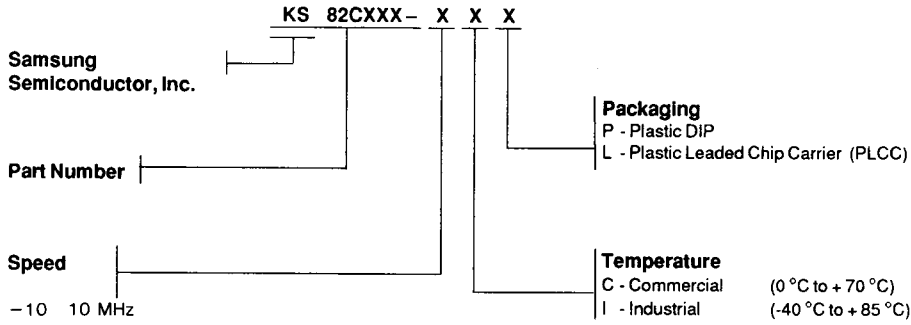 KS 82CXXX – X X X
Samsung
Semiconductor, Inc.
Packaging
P - Plastic DIP
L - Plastic Leaded Chip Carrier (PLCC)
Part Number
Speed
–10 10 MHz
Temperature
C - Commercial (0 °C to + 70 °C)
I - Industrial (-40 °C to + 85 °C)